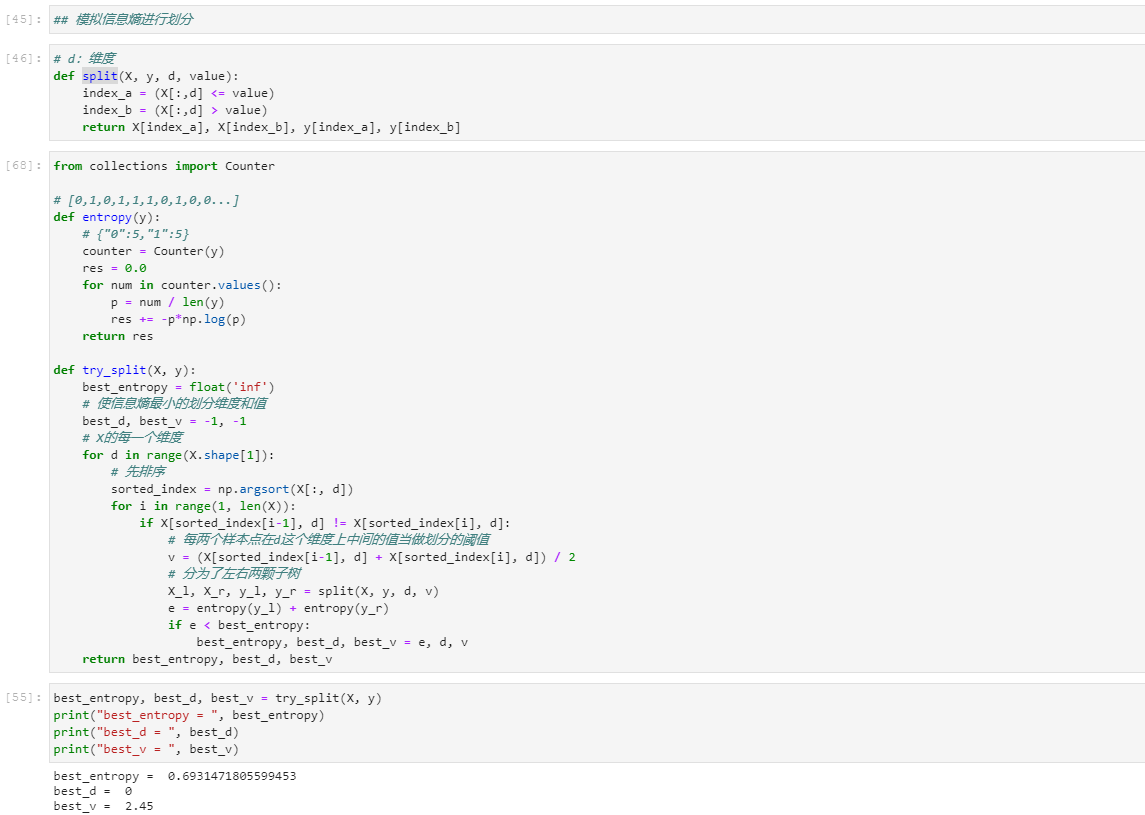 [45]: ## 模拟信息熵进行划分
[46]: # d：维度
def split(X, y, d, value):
    index_a = (X[:,d] <= value)
    index_b = (X[:,d] > value)
    return X[index_a], X[index_b], y[index_a], y[index_b]
[68]: from collections import Counter
# [0,1,0,1,1,1,0,1,0,0...]
def entropy(y):
    # {"0":5,"1":5}
    counter = Counter(y)
    res = 0.0
    for num in counter.values():
        p = num / len(y)
        res += -p*np.log(p)
    return res
def try_split(X, y):
    best_entropy = float('inf')
    # 使信息熵最小的划分维度和值
    best_d, best_v = -1, -1
    # X的每一个维度
    for d in range(X.shape[1]):
        # 先排序
        sorted_index = np.argsort(X[:, d])
        for i in range(1, len(X)):
            if X[sorted_index[i-1], d] != X[sorted_index[i], d]:
                # 每两个样本点在d这个维度上中间的值当做划分的阈值
                v = (X[sorted_index[i-1], d] + X[sorted_index[i], d]) / 2
                # 分为了左右两颗子树
                X_l, X_r, y_l, y_r = split(X, y, d, v)
                e = entropy(y_l) + entropy(y_r)
                if e < best_entropy:
                    best_entropy, best_d, best_v = e, d, v
    return best_entropy, best_d, best_v
[55]: best_entropy, best_d, best_v = try_split(X, y)
print("best_entropy = ", best_entropy)
print("best_d = ", best_d)
print("best_v = ", best_v)
best_entropy =  0.6931471805599453
best_d =  0
best_v =  2.45